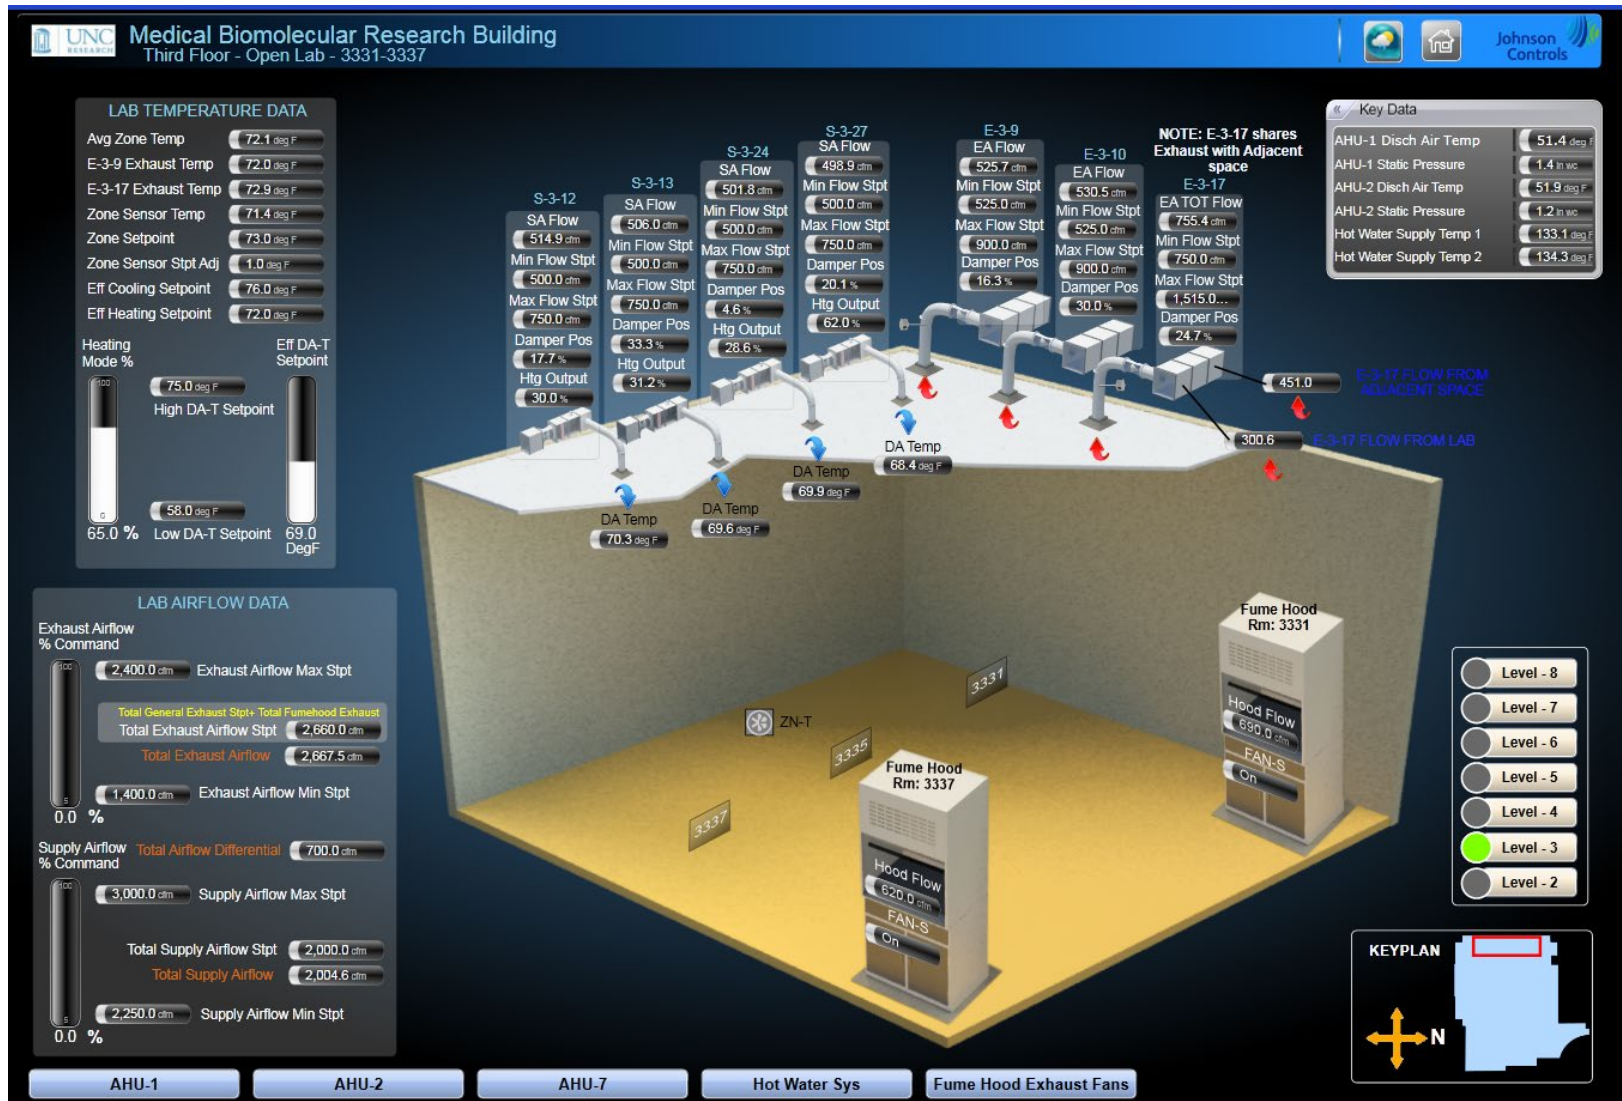 UNC
RESEARCH
Medical Biomolecular Research Building
Third Floor - Open Lab - 3331-3337
Johnson
Controls
LAB TEMPERATURE DATA
Avg Zone Temp 72.1 deg F
E-3-9 Exhaust Temp 72.0 deg F
E-3-17 Exhaust Temp 72.9 deg F
Zone Sensor Temp 71.4 deg F
Zone Setpoint 73.0 deg F
Zone Sensor Stpt Adj 1.0 deg F
Eff Cooling Setpoint 76.0 deg F
Eff Heating Setpoint 72.0 deg F
Heating
Mode %
100
65.0 %
75.0 deg F
High DA-T Setpoint
58.0 deg F
Low DA-T Setpoint
Eff DA-T
Setpoint
69.0
DegF
LAB AIRFLOW DATA
Exhaust Airflow
% Command
100
2,400.0 cfm Exhaust Airflow Max Stpt
Total General Exhaust Stpt+ Total Fumehood Exhaust
Total Exhaust Airflow Stpt 2,660.0 cfm
Total Exhaust Airflow 2,667.5 cfm
1,400.0 cfm Exhaust Airflow Min Stpt
0.0 %
Supply Airflow
% Command
Total Airflow Differential 700.0 cfm
100
3,000.0 cfm Supply Airflow Max Stpt
Total Supply Airflow Stpt 2,000.0 cfm
Total Supply Airflow 2,004.6 cfm
2,250.0 cfm Supply Airflow Min Stpt
0.0 %
S-3-12
SA Flow
514.9 cfm
Min Flow Stpt
500.0 cfm
Max Flow Stpt
750.0 cfm
Damper Pos
17.7 %
Htg Output
30.0 %
S-3-13
SA Flow
506.0 cfm
Min Flow Stpt
500.0 cfm
Max Flow Stpt
750.0 cfm
Damper Pos
33.3 %
Htg Output
31.2 %
S-3-24
SA Flow
501.8 cfm
Min Flow Stpt
500.0 cfm
Max Flow Stpt
750.0 cfm
Damper Pos
4.6 %
Htg Output
28.6 %
S-3-27
SA Flow
498.9 cfm
Min Flow Stpt
500.0 cfm
Max Flow Stpt
750.0 cfm
Damper Pos
20.1 %
Htg Output
62.0 %
E-3-9
EA Flow
525.7 cfm
Min Flow Stpt
525.0 cfm
Max Flow Stpt
900.0 cfm
Damper Pos
16.3 %
E-3-10
EA Flow
530.5 cfm
Min Flow Stpt
525.0 cfm
Max Flow Stpt
900.0 cfm
Damper Pos
30.0 %
NOTE: E-3-17 shares
Exhaust with Adjacent
space
E-3-17
EA TOT Flow
755.4 cfm
Min Flow Stpt
750.0 cfm
Max Flow Stpt
1,515.0...
Damper Pos
24.7 %
451.0
E-3-17 FLOW FROM
ADJACENT SPACE
300.6
E-3-17 FLOW FROM LAB
DA Temp
70.3 deg F
DA Temp
69.6 deg F
DA Temp
69.9 deg F
DA Temp
68.4 deg F
Key Data
AHU-1 Disch Air Temp 51.4 deg F
AHU-1 Static Pressure 1.4 in wc
AHU-2 Disch Air Temp 51.9 deg F
AHU-2 Static Pressure 1.2 in wc
Hot Water Supply Temp 1 133.1 deg F
Hot Water Supply Temp 2 134.3 deg F
ZN-T
3331
3335
3337
Fume Hood
Rm: 3331
Hood Flow
690.0 cfm
FAN-S
On
Fume Hood
Rm: 3337
Hood Flow
620.0 cfm
FAN-S
On
Level - 8
Level - 7
Level - 6
Level - 5
Level - 4
Level - 3
Level - 2
KEYPLAN
N
AHU-1
AHU-2
AHU-7
Hot Water Sys
Fume Hood Exhaust Fans